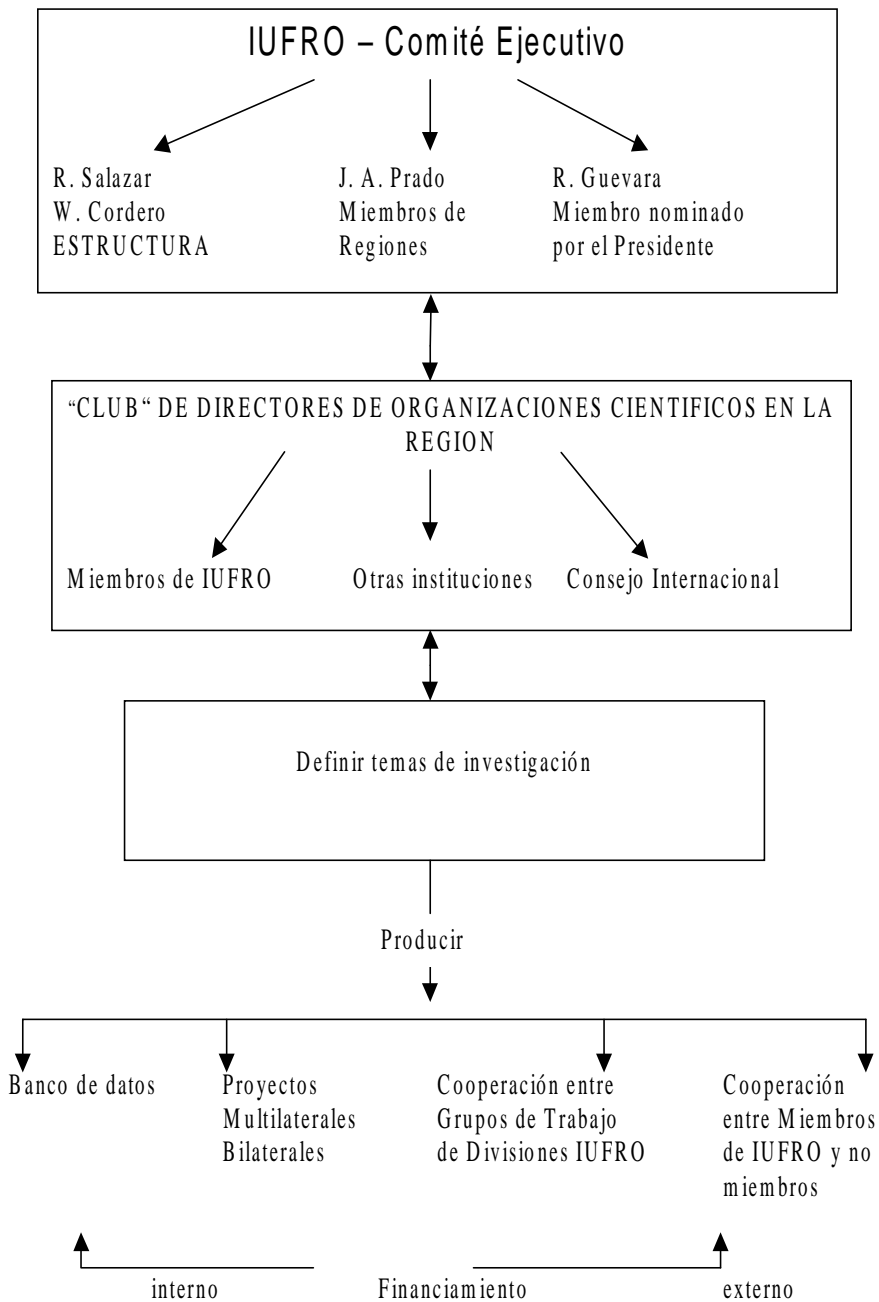 IUFRO – Comité Ejecutivo
R. Salazar
W. Cordero
ESTRUCTURA
J. A. Prado
Miembros de
Regiones
R. Guevara
Miembro nominado
por el Presidente
“CLUB“ DE DIRECTORES DE ORGANIZACIONES CIENTIFICOS EN LA
REGION
Miembros de IUFRO
Otras instituciones
Consejo Internacional
Definir temas de investigación
Producir
Banco de datos
Proyectos
Multilaterales
Bilaterales
Cooperación entre
Grupos de Trabajo
de Divisiones IUFRO
Cooperación
entre Miembros
de IUFRO y no
miembros
interno
Financiamiento
externo